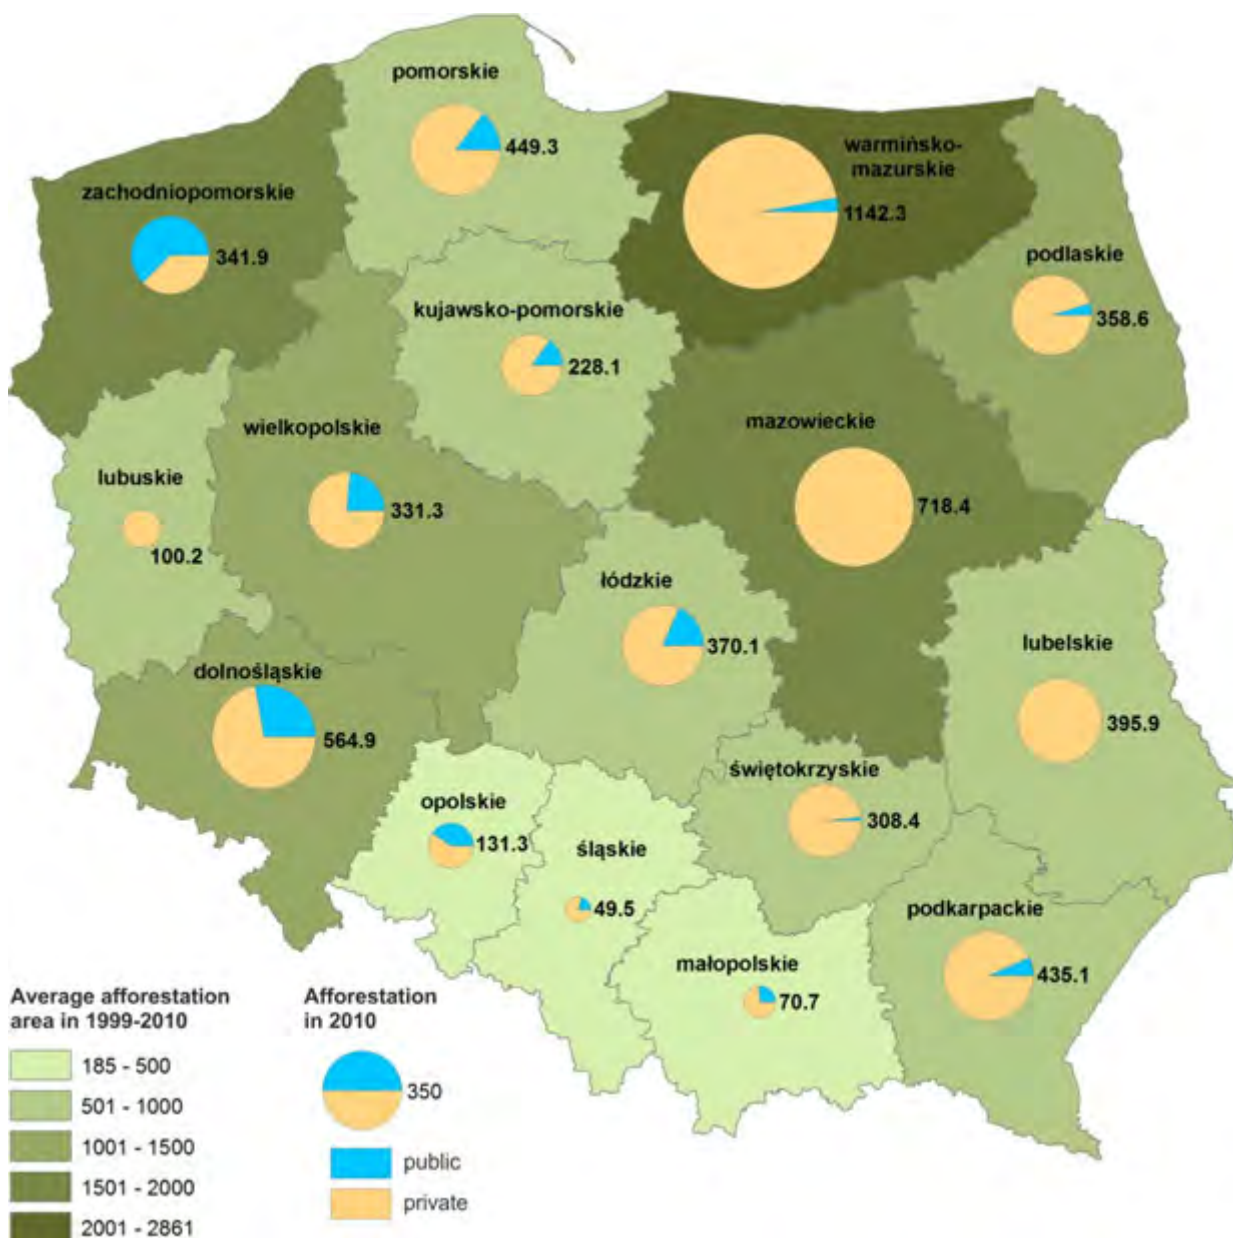 pomorskie
449.3
warmińsko-
mazurskie
1142.3
zachodniopomorskie
341.9
podlaskie
358.6
kujawsko-pomorskie
228.1
wielkopolskie
331.3
mazowieckie
718.4
lubuskie
100.2
łódzkie
370.1
lubelskie
395.9
dolnośląskie
564.9
świętokrzyskie
308.4
opolskie
131.3
śląskie
49.5
podkarpackie
435.1
małopolskie
70.7
Average afforestation
area in 1999-2010
185 - 500
501 - 1000
1001 - 1500
1501 - 2000
2001 - 2861
Afforestation
in 2010
350
public
private